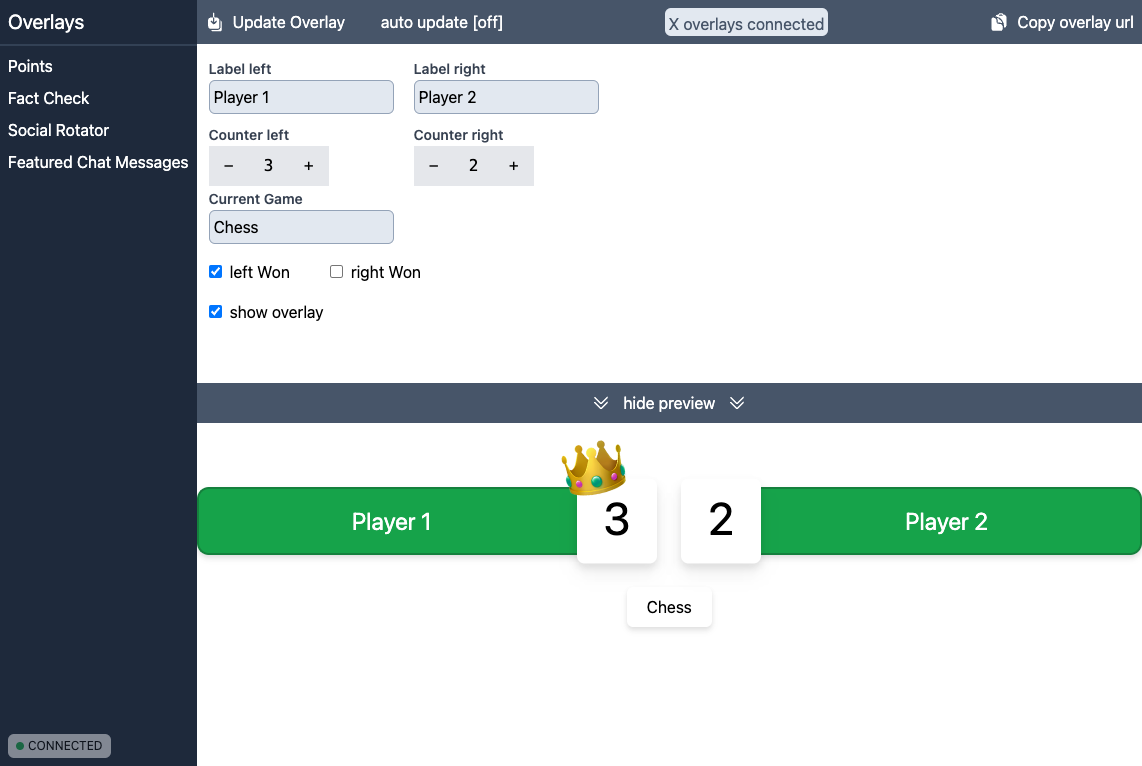 Overlays
Points
Fact Check
Social Rotator
Featured Chat Messages
CONNECTED
Update Overlay
auto update [off]
X overlays connected
Copy overlay url
Label left
Label right
Player 1
Player 2
Counter left
Counter right
− 3 +
− 2 +
Current Game
Chess
left Won
right Won
show overlay
hide preview
Player 1
3
2
Player 2
Chess